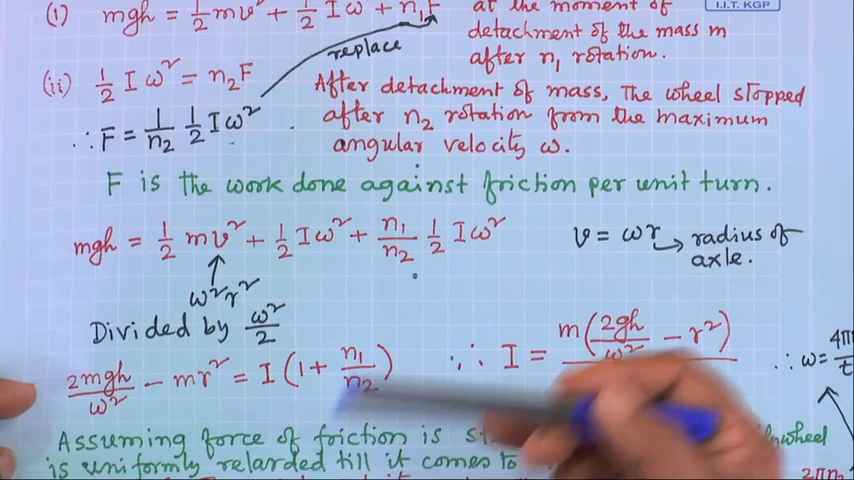 (i) mgh = 1/2 mv² + 1/2 Iω² + n₁F at the moment of
detachment of the mass m
after n₁ rotation.
I.I.T. KGP
replace
(ii) 1/2 Iω² = n₂F
After detachment of mass, The wheel stopped
after n₂ rotation from the maximum
angular velocity ω.
∴ F = 1/n₂ 1/2 Iω²
F is the work done against friction per unit turn.
mgh = 1/2 mv² + 1/2 Iω² + n₁/n₂ 1/2 Iω²
v = ωr → radius of
axle.
ω²r²
Divided by ω²/2
2mgh/ω² - mr² = I (1 + n₁/n₂)
∴ I = m(2gh/ω² - r²)
∴ ω = 4π
t
Assuming force of friction is flywheel
is uniformly relarded till it comes to
2πn₂